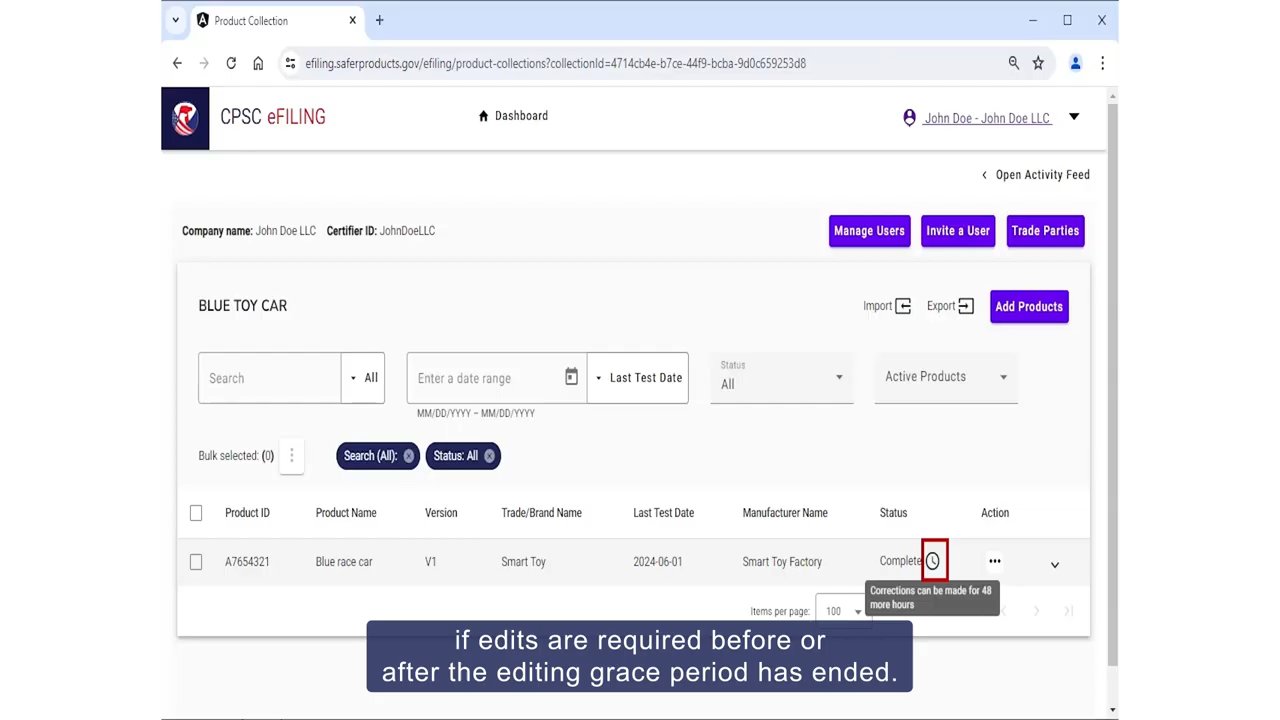 Product Collection
efiling.saferproducts.gov/efiling/product-collections?collectionId=4714cb4e-b7ce-44f9-bcba-9d0c659253d8
CPSC eFILING
Dashboard
John Doe - John Doe LLC
Open Activity Feed
Company name: John Doe LLC Certifier ID: JohnDoeLLC
Manage Users
Invite a User
Trade Parties
BLUE TOY CAR
Import
Export
Add Products
Search
All
Enter a date range
Last Test Date
Status
All
Active Products
MM/DD/YYYY – MM/DD/YYYY
Bulk selected: (0)
Search (All):
Status: All
Product ID Product Name Version Trade/Brand Name Last Test Date Manufacturer Name Status Action
A7654321 Blue race car V1 Smart Toy 2024-06-01 Smart Toy Factory Complete
Corrections can be made for 48
more hours
Items per page: 100
if edits are required before or
after the editing grace period has ended.